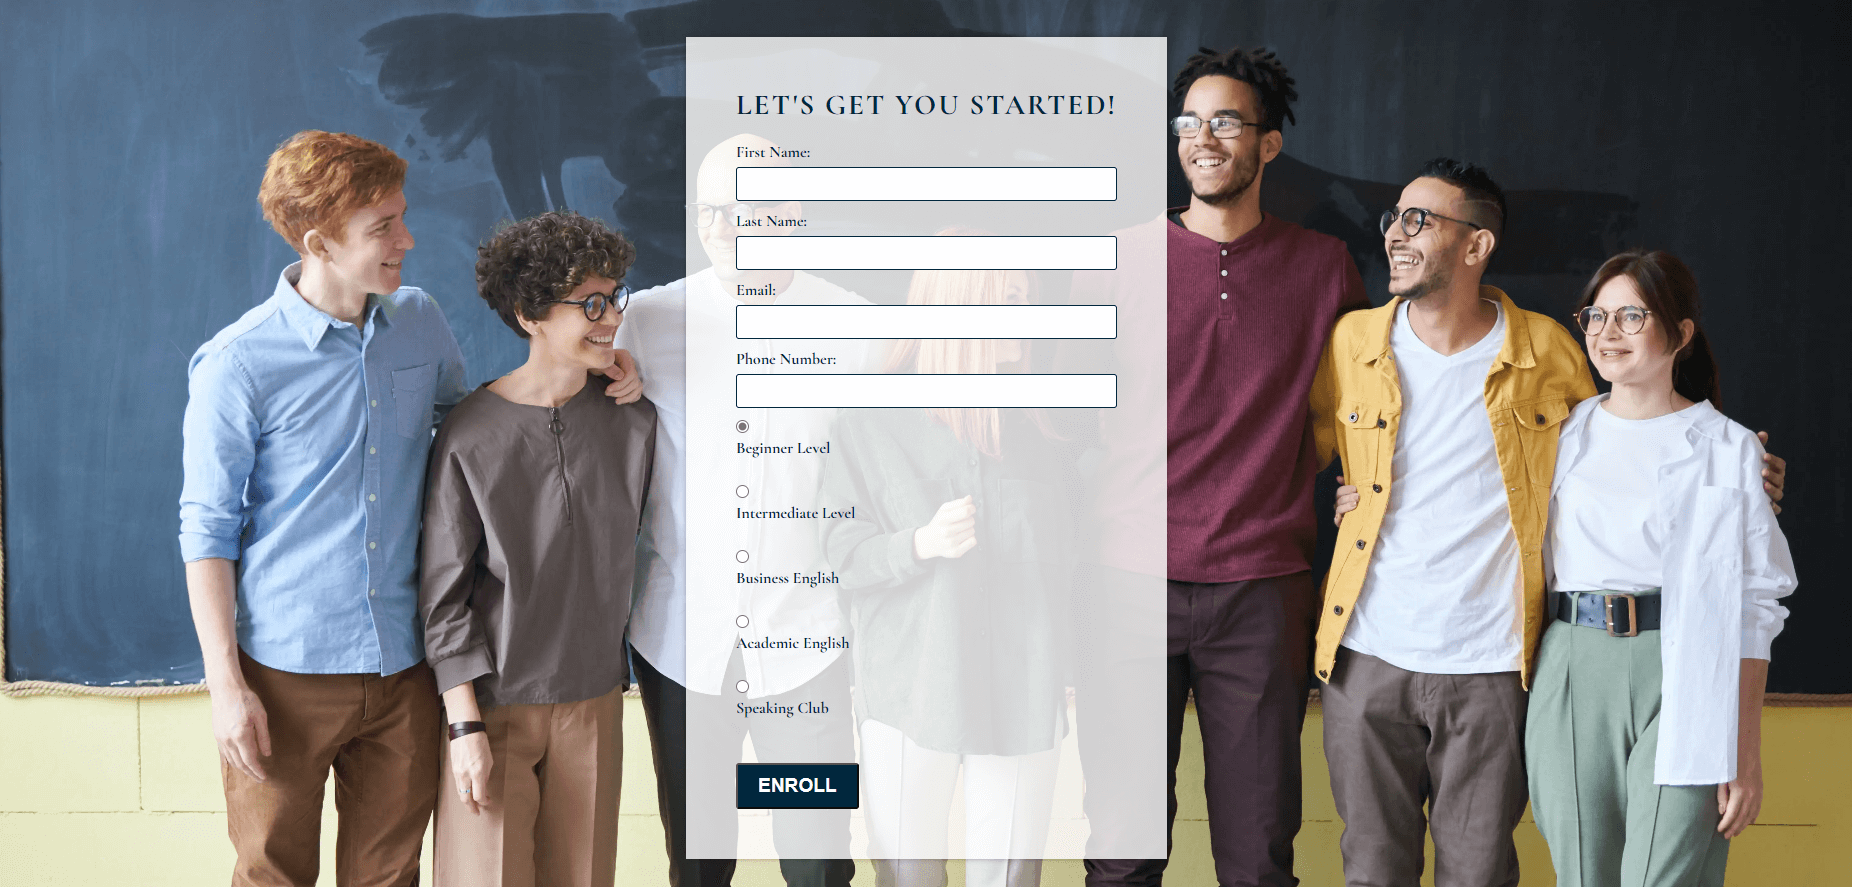 LET'S GET YOU STARTED!
First Name:
Last Name:
Email:
Phone Number:
Beginner Level
Intermediate Level
Business English
Academic English
Speaking Club
ENROLL